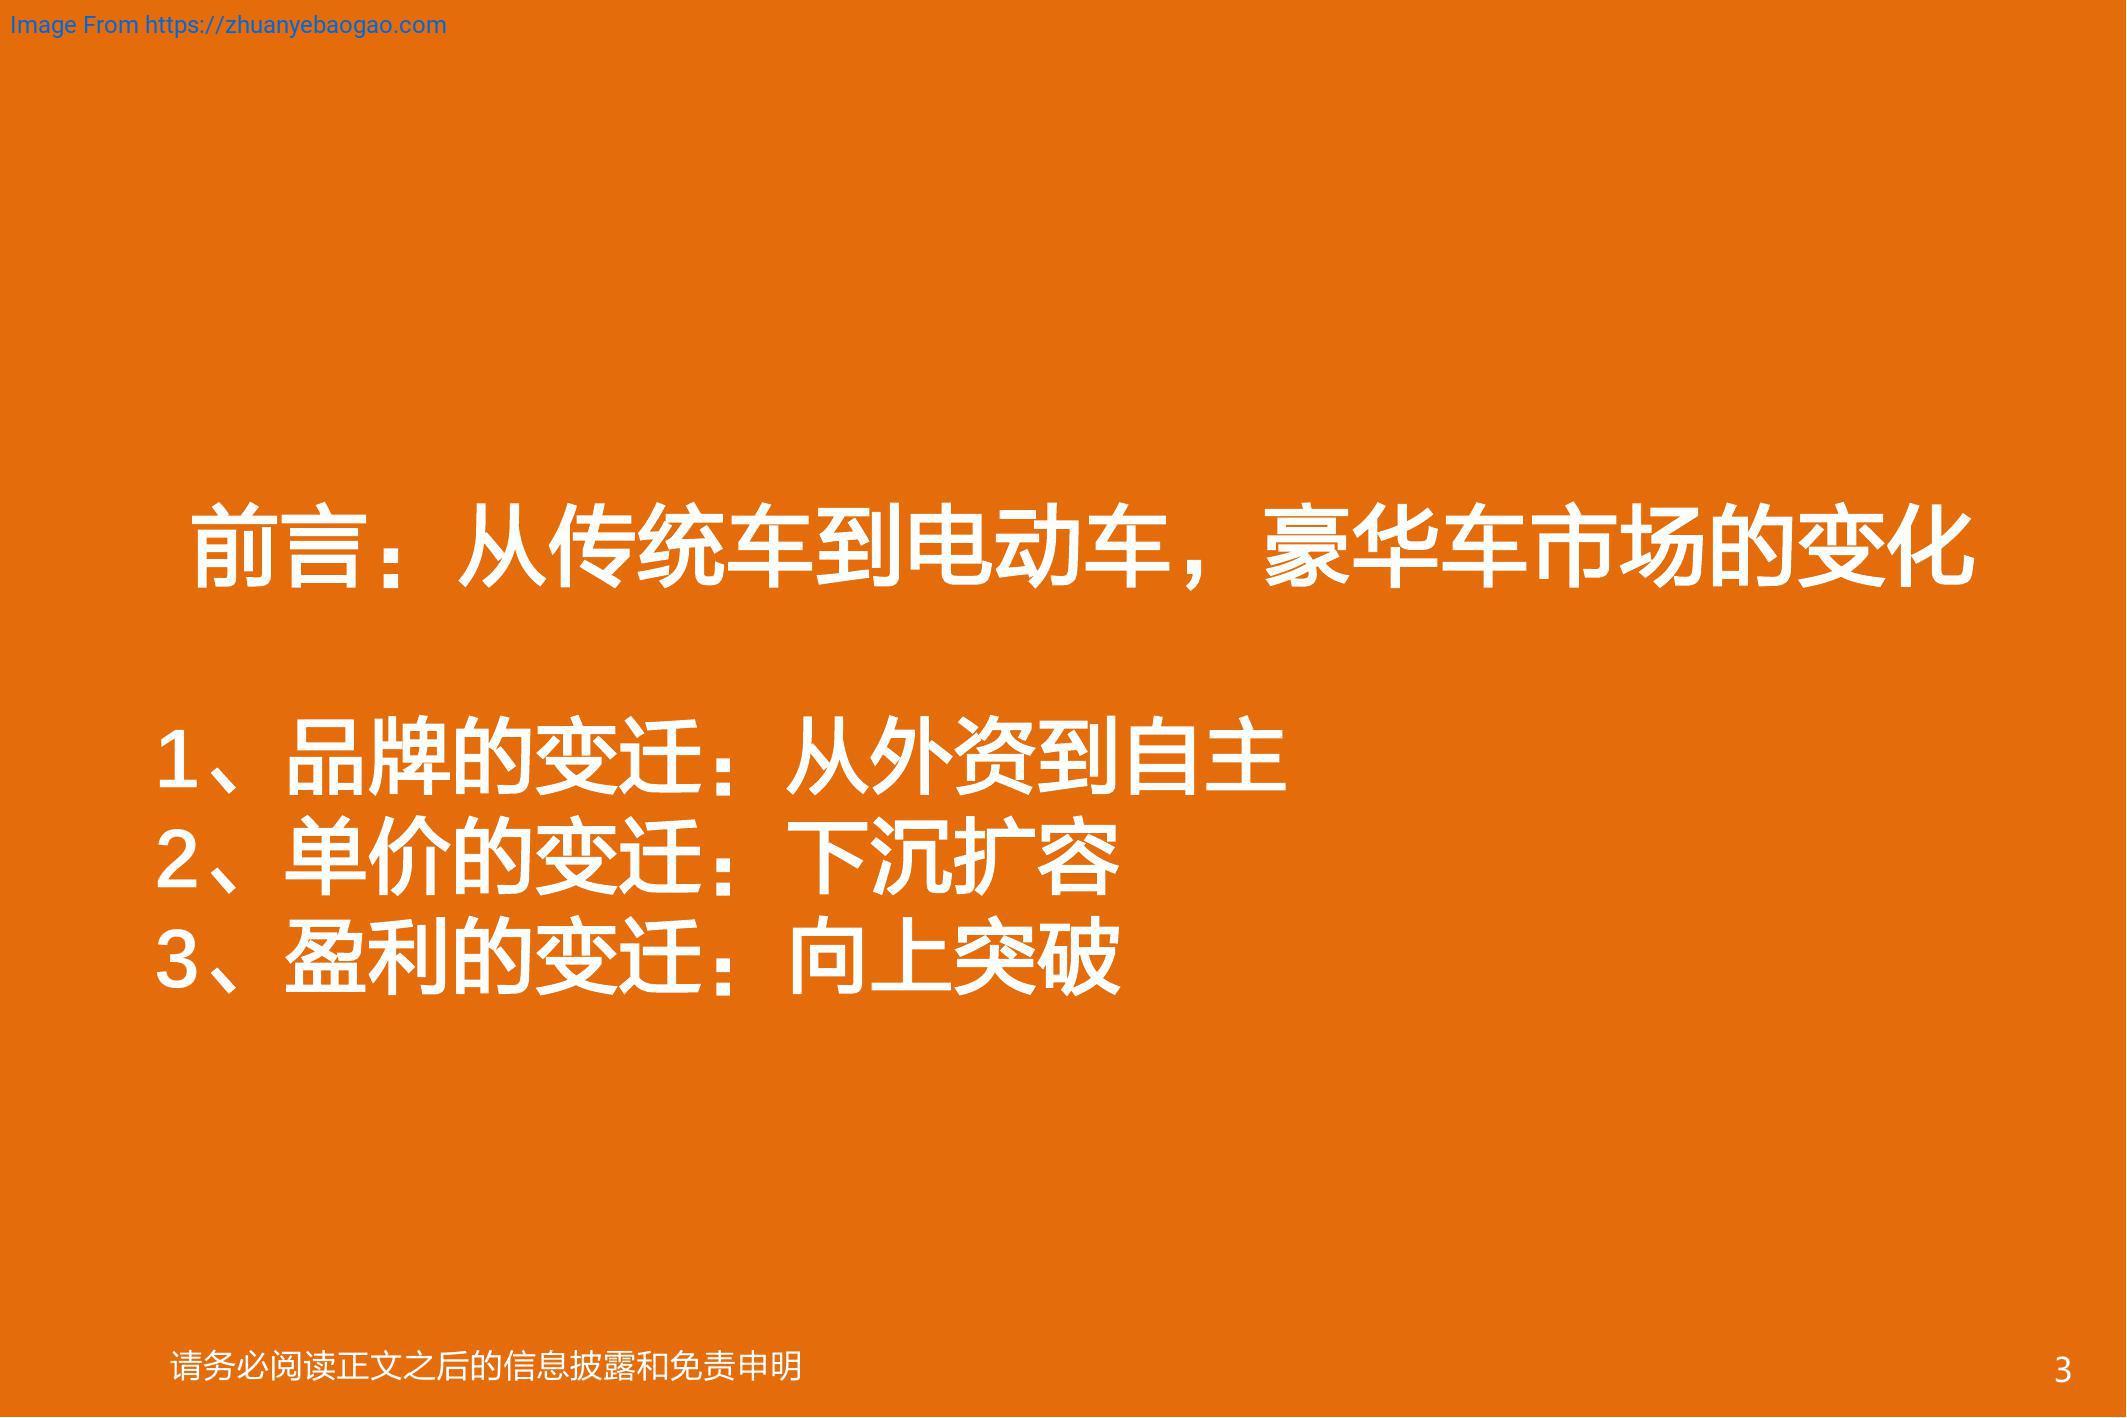 Image From https://zhuanyebaogao.com
前言：从传统车到电动车，豪华车市场的变化
1、品牌的变迁：从外资到自主
2、单价的变迁：下沉扩容
3、盈利的变迁：向上突破
请务必阅读正文之后的信息披露和免责申明
3